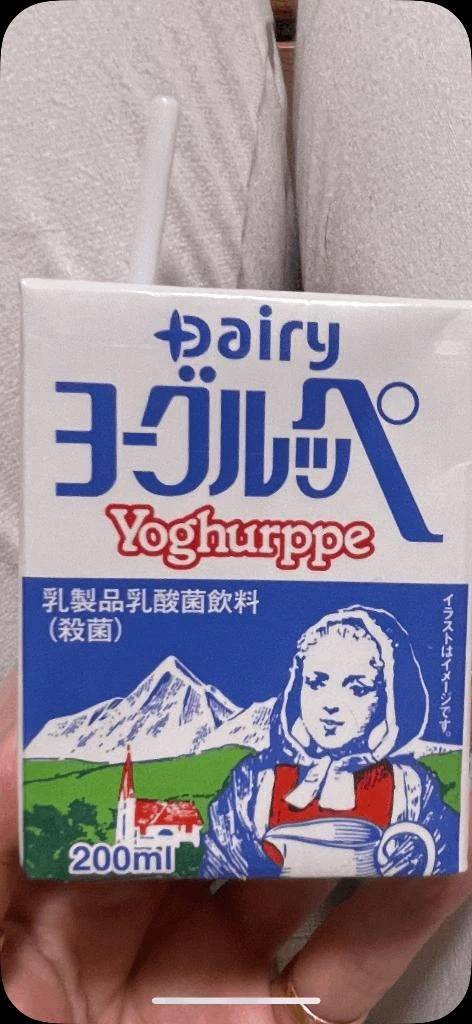 Dairy
ヨーグルッペ
Yoghurppe
乳製品乳酸菌飲料
（殺菌）
イラストはイメージです。
200ml